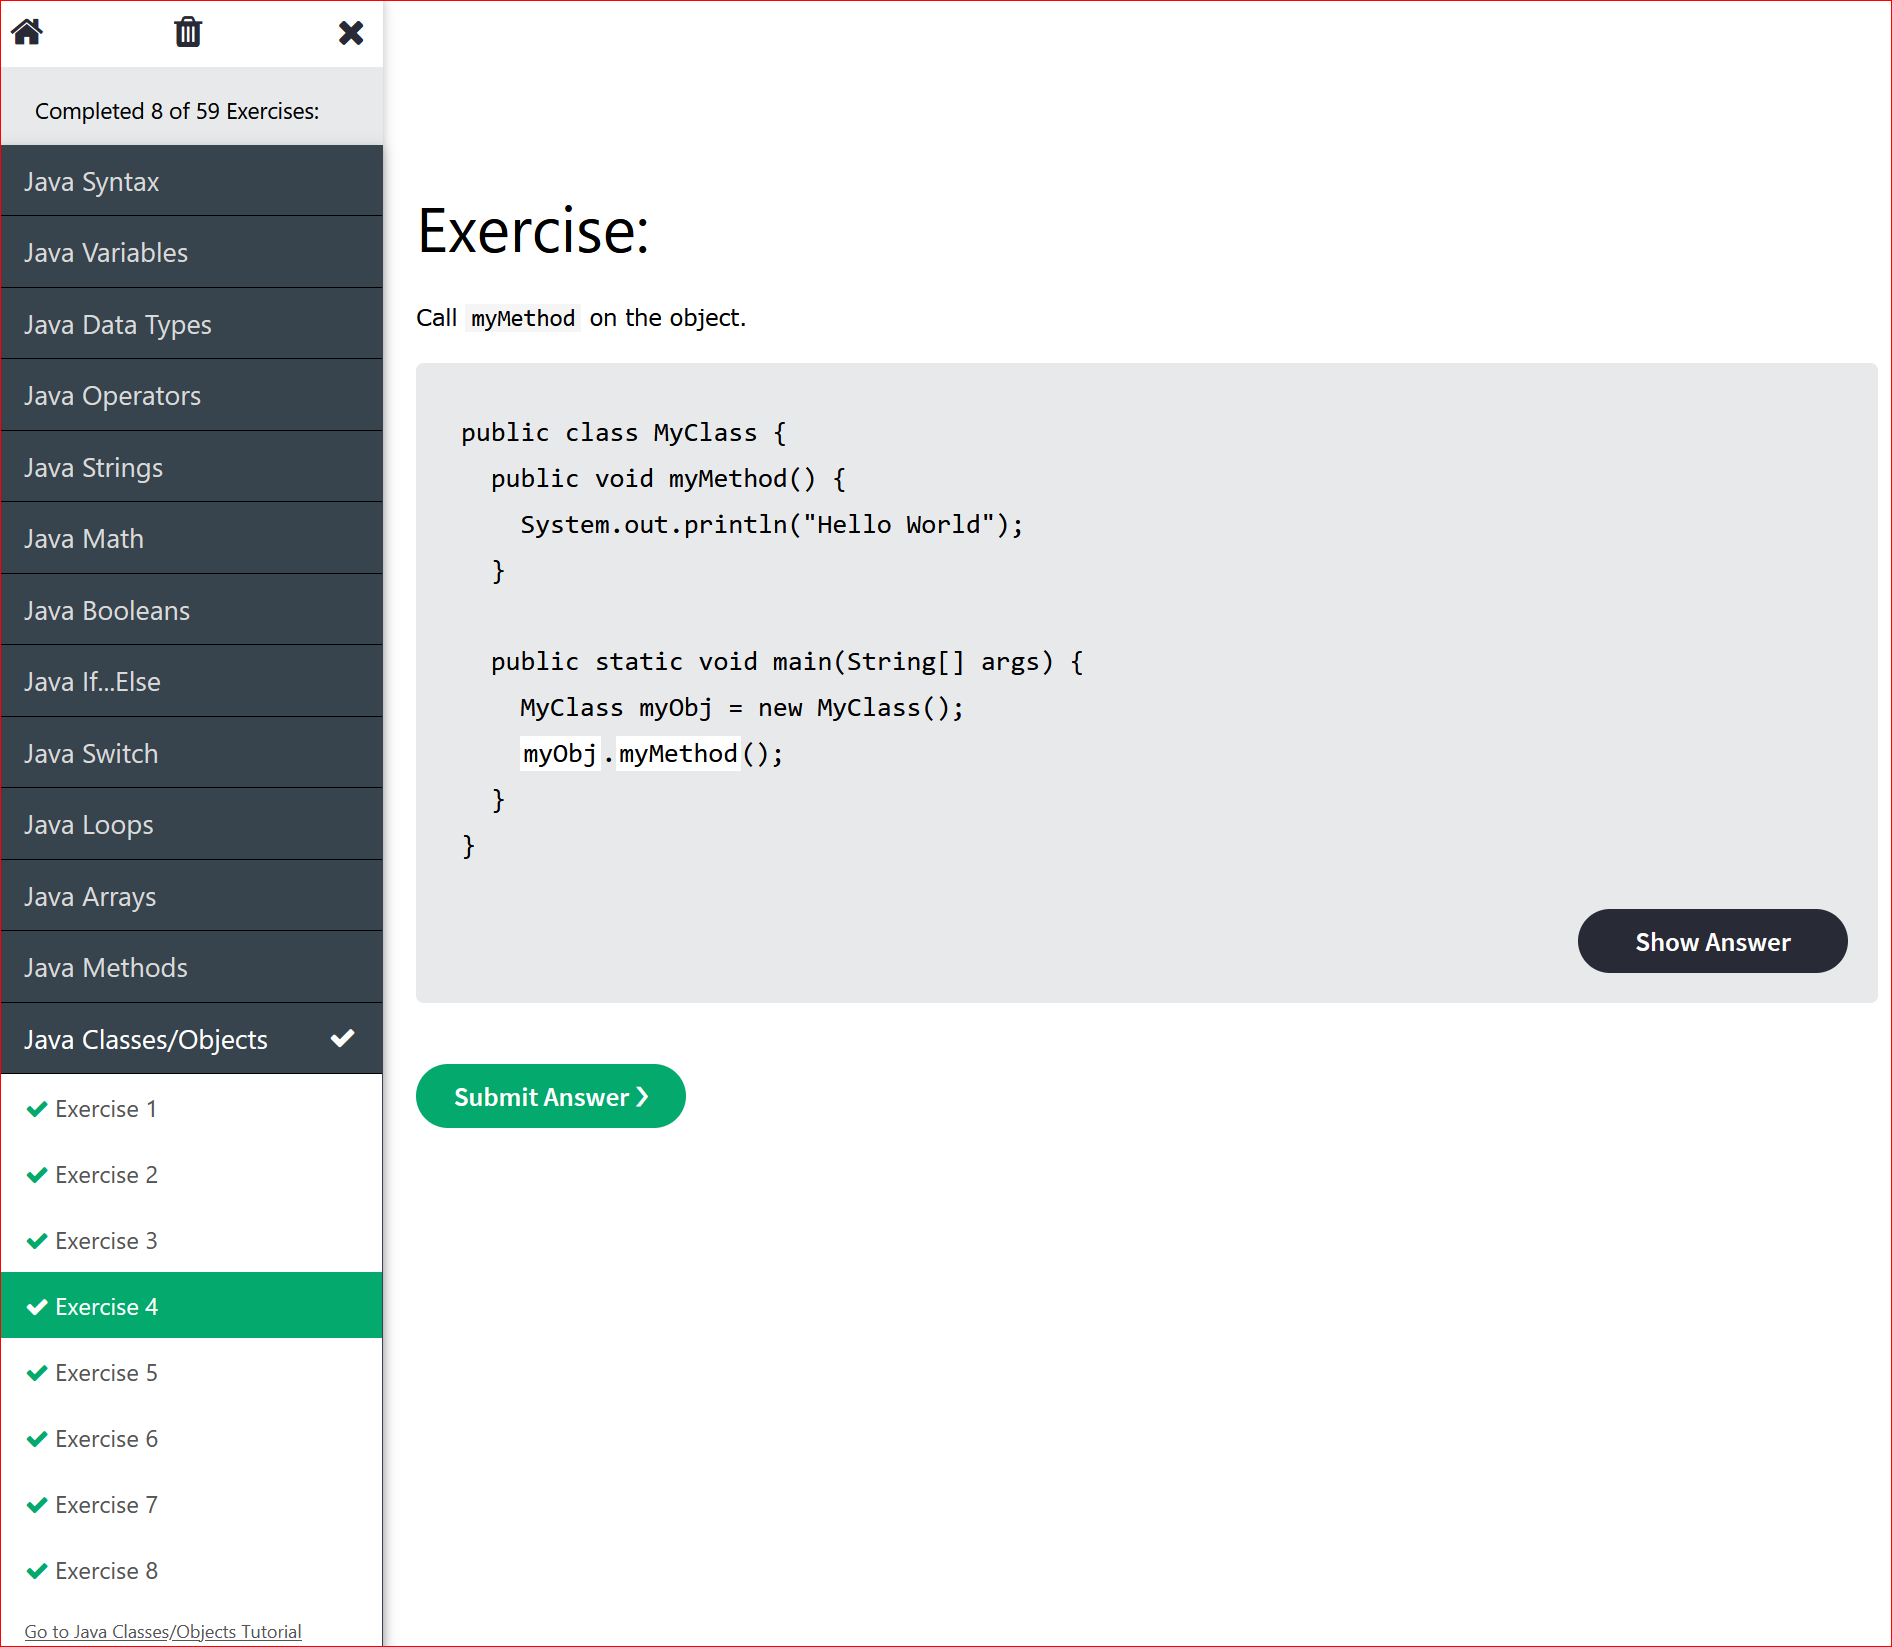 Completed 8 of 59 Exercises:
Java Syntax
Java Variables
Java Data Types
Java Operators
Java Strings
Java Math
Java Booleans
Java If...Else
Java Switch
Java Loops
Java Arrays
Java Methods
Java Classes/Objects
Exercise 1
Exercise 2
Exercise 3
Exercise 4
Exercise 5
Exercise 6
Exercise 7
Exercise 8
Go to Java Classes/Objects Tutorial
Exercise:
Call myMethod on the object.
public class MyClass {
  public void myMethod() {
    System.out.println("Hello World");
  }

  public static void main(String[] args) {
    MyClass myObj = new MyClass();
    myObj.myMethod();
  }
}
Show Answer
Submit Answer ❯